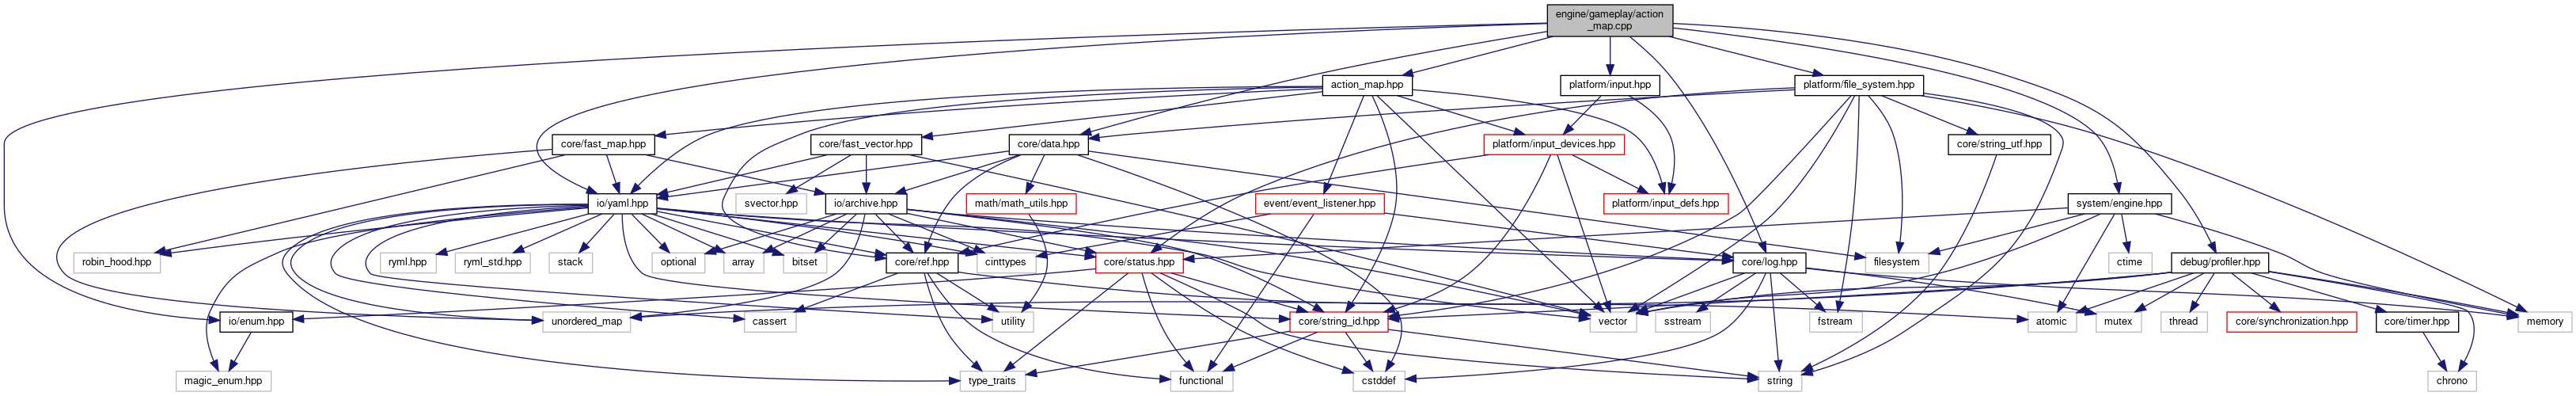 engine/gameplay/action
_map.cpp
action_map.hpp
platform/input.hpp
platform/file_system.hpp
core/fast_map.hpp
core/fast_vector.hpp
core/data.hpp
platform/input_devices.hpp
core/string_utf.hpp
io/yaml.hpp
svector.hpp
io/archive.hpp
math/math_utils.hpp
event/event_listener.hpp
platform/input_defs.hpp
system/engine.hpp
robin_hood.hpp
ryml.hpp
ryml_std.hpp
stack
optional
array
bitset
core/ref.hpp
cinttypes
core/status.hpp
core/log.hpp
filesystem
ctime
debug/profiler.hpp
io/enum.hpp
unordered_map
cassert
utility
core/string_id.hpp
vector
sstream
fstream
atomic
mutex
thread
core/synchronization.hpp
core/timer.hpp
memory
magic_enum.hpp
type_traits
functional
cstddef
string
chrono